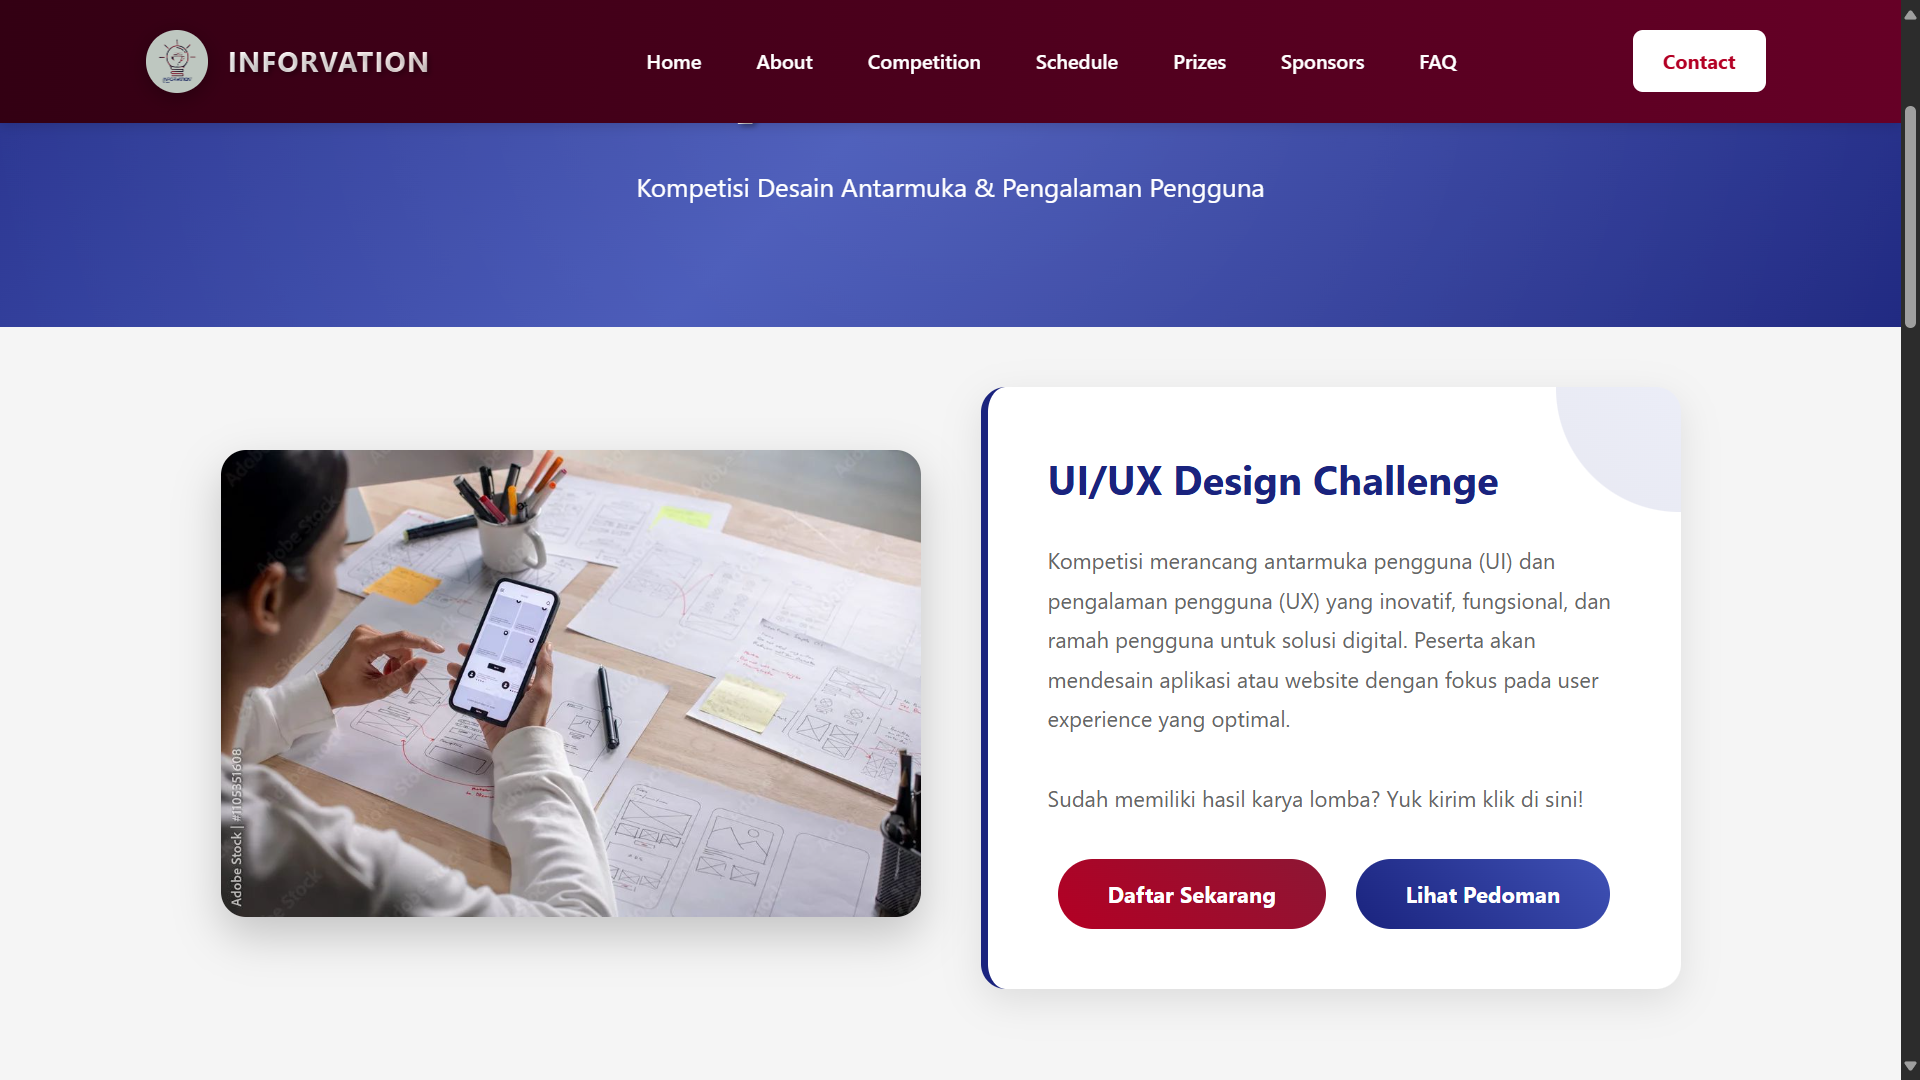 INFORVATION
Home
About
Competition
Schedule
Prizes
Sponsors
FAQ
Contact
Kompetisi Desain Antarmuka & Pengalaman Pengguna
UI/UX Design Challenge
Kompetisi merancang antarmuka pengguna (UI) dan
pengalaman pengguna (UX) yang inovatif, fungsional, dan
ramah pengguna untuk solusi digital. Peserta akan
mendesain aplikasi atau website dengan fokus pada user
experience yang optimal.
Sudah memiliki hasil karya lomba? Yuk kirim klik di sini!
Daftar Sekarang
Lihat Pedoman
Adobe Stock | #1105351608